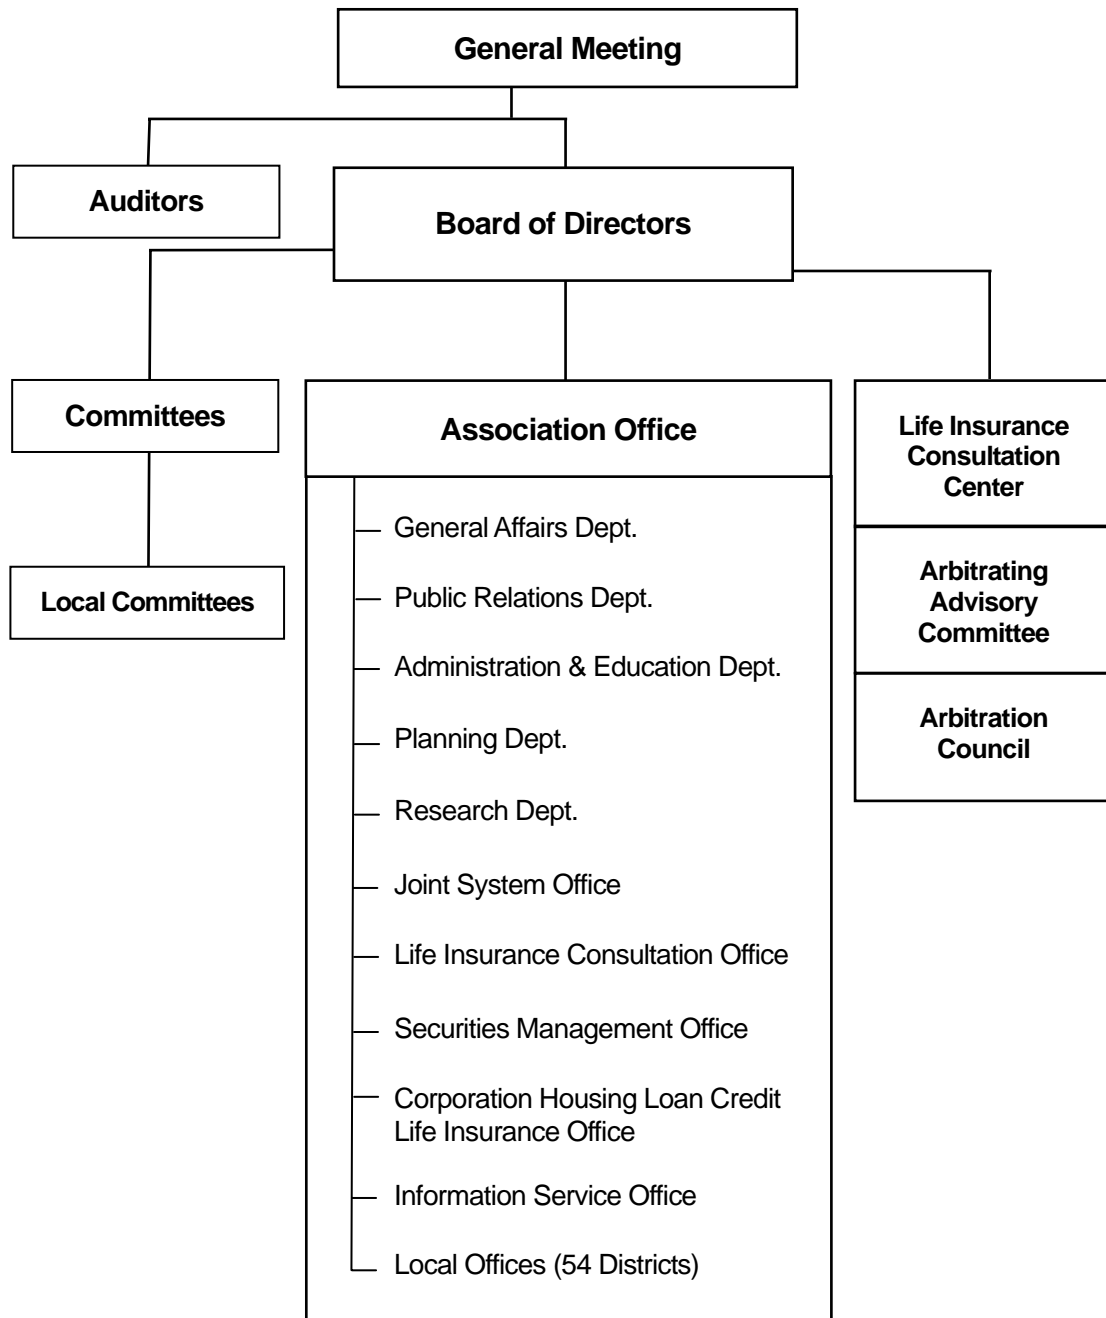 General Meeting
Auditors
Board of Directors
Committees
Association Office
Life Insurance
Consultation
Center
General Affairs Dept.
Public Relations Dept.
Administration & Education Dept.
Planning Dept.
Research Dept.
Joint System Office
Life Insurance Consultation Office
Securities Management Office
Corporation Housing Loan Credit
Life Insurance Office
Information Service Office
Local Offices (54 Districts)
Local Committees
Arbitrating
Advisory
Committee
Arbitration
Council